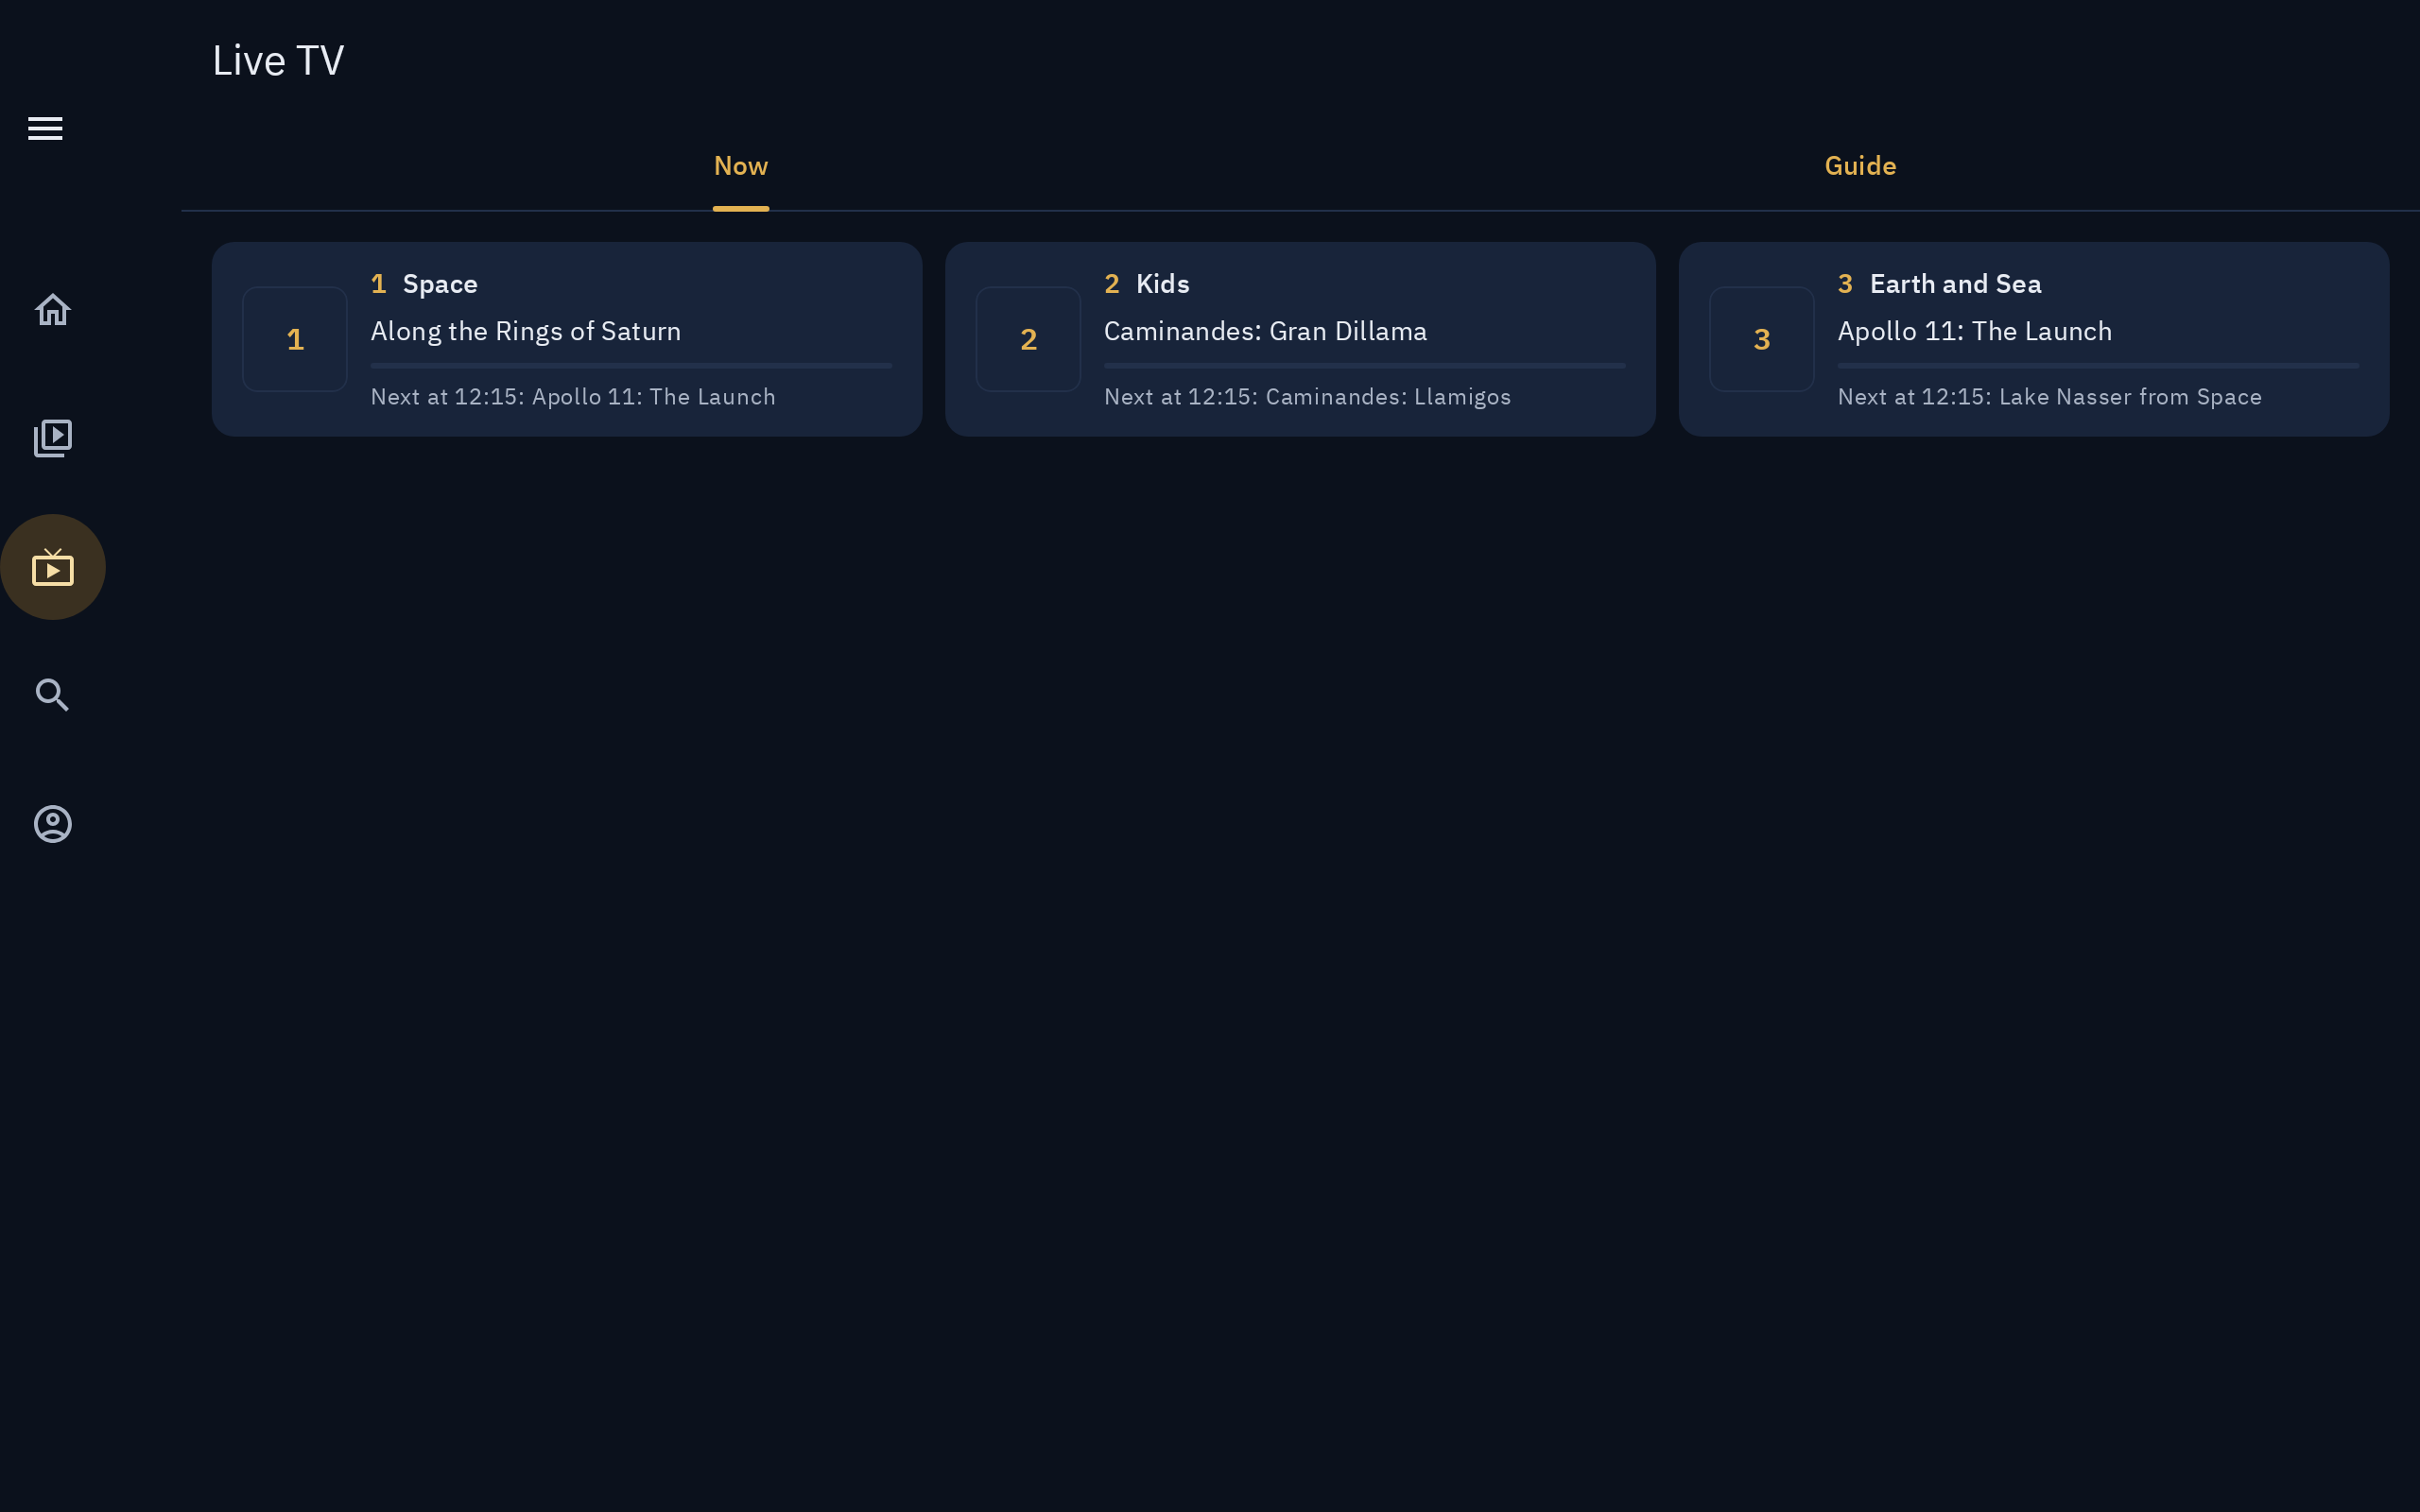 Live TV
Now
Guide
1
1 Space
Along the Rings of Saturn
Next at 12:15: Apollo 11: The Launch
2
2 Kids
Caminandes: Gran Dillama
Next at 12:15: Caminandes: Llamigos
3
3 Earth and Sea
Apollo 11: The Launch
Next at 12:15: Lake Nasser from Space